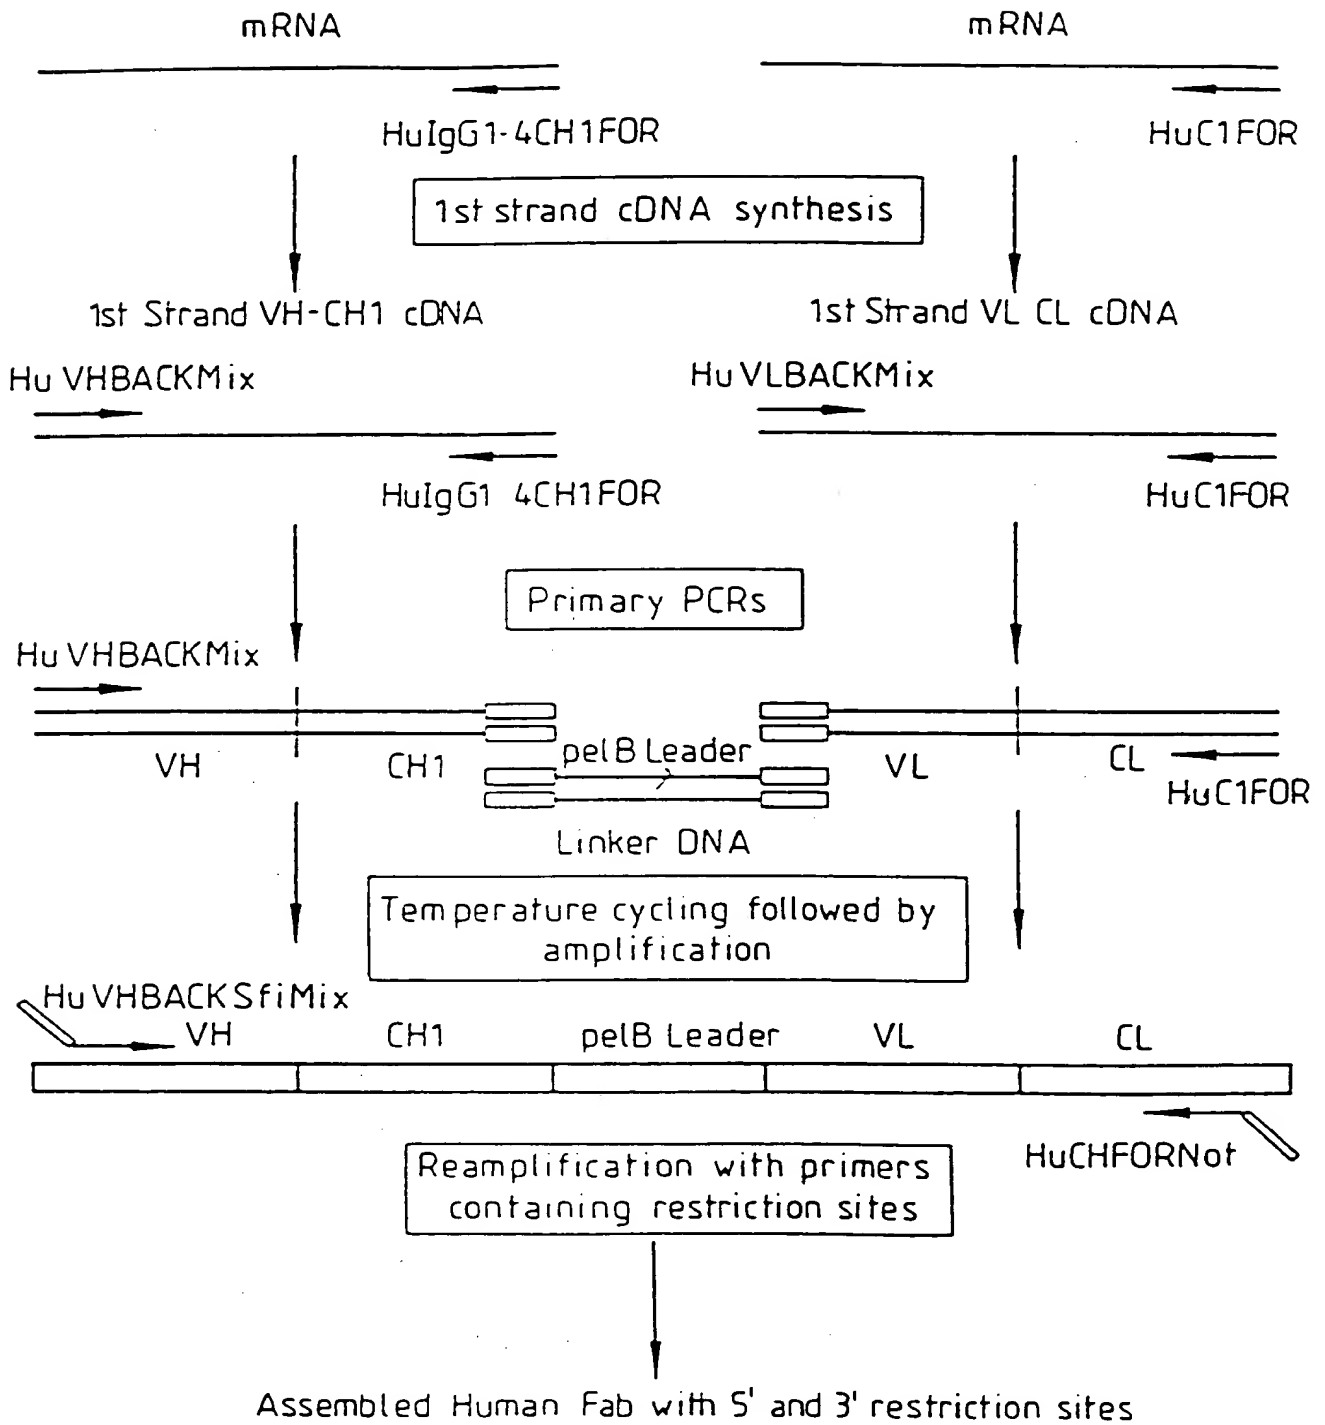 mRNA
mRNA
HuIgG1-4CH1FOR
HuC1FOR
1st strand cDNA synthesis
1st Strand VH-CH1 cDNA
1st Strand VL CL cDNA
Hu VHBACKMix
Hu VLBACKMix
HuIgG1 4CH1FOR
HuC1FOR
Primary PCRs
Hu VHBACKMix
VH
CH1
pelB Leader
VL
CL
HuC1FOR
Linker DNA
Temperature cycling followed by
amplification
Hu VHBACKSfiMix
VH
CH1
pelB Leader
VL
CL
HuCHFORNot
Reamplification with primers
containing restriction sites
Assembled Human Fab with 5' and 3' restriction sites